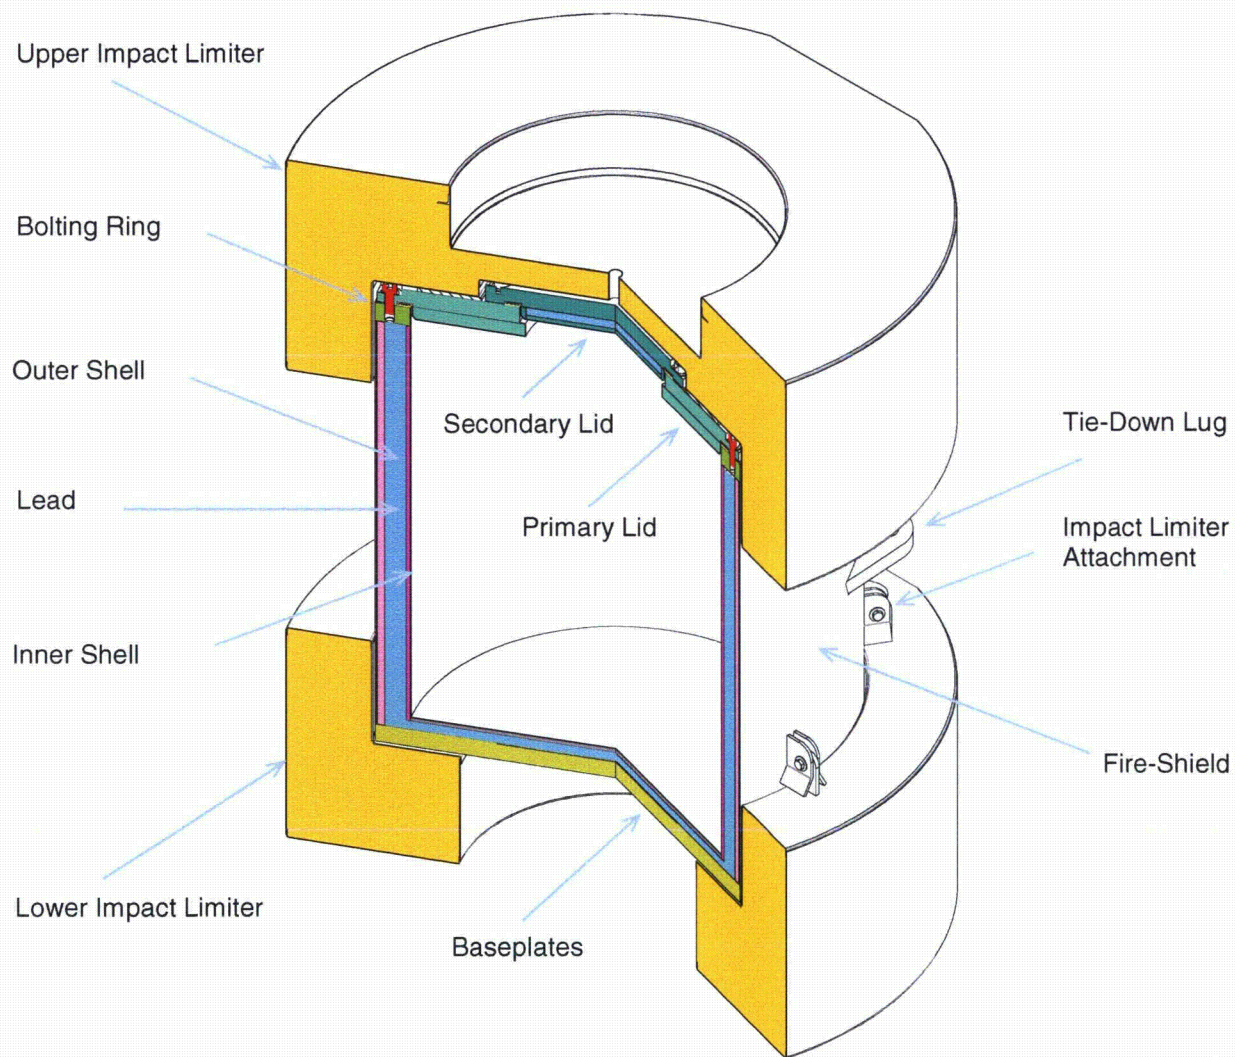 Upper Impact Limiter
Bolting Ring
Outer Shell
Secondary Lid
Tie-Down Lug
Lead
Primary Lid
Impact Limiter
Attachment
Inner Shell
Fire-Shield
Lower Impact Limiter
Baseplates